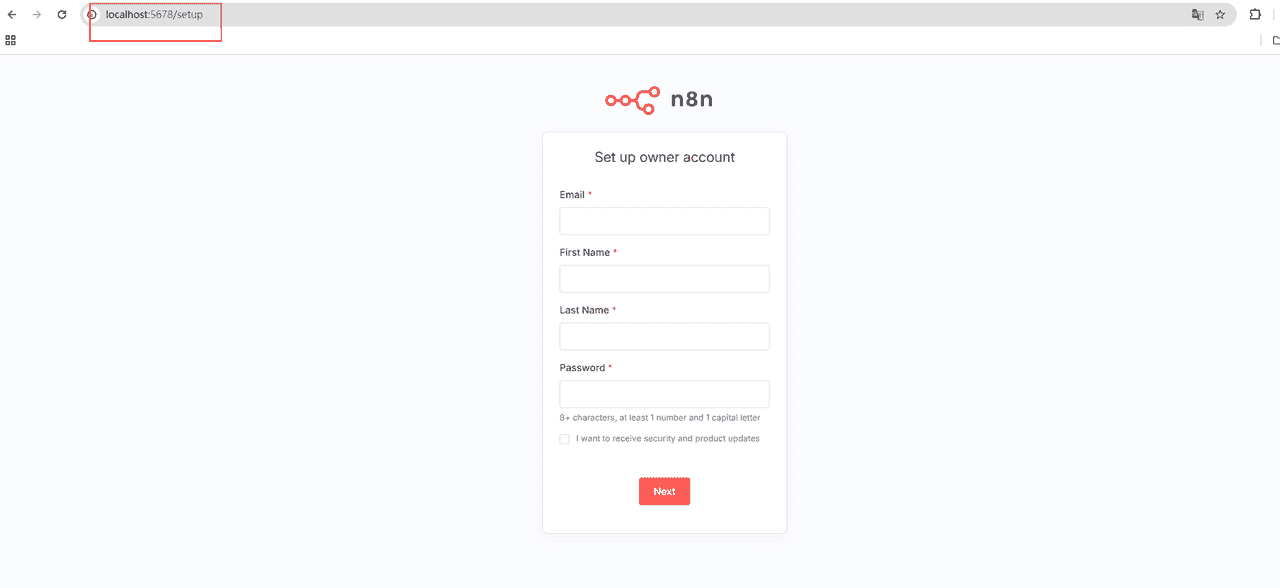 localhost:5678/setup
n8n
Set up owner account
Email *
First Name *
Last Name *
Password *
8+ characters, at least 1 number and 1 capital letter
I want to receive security and product updates
Next